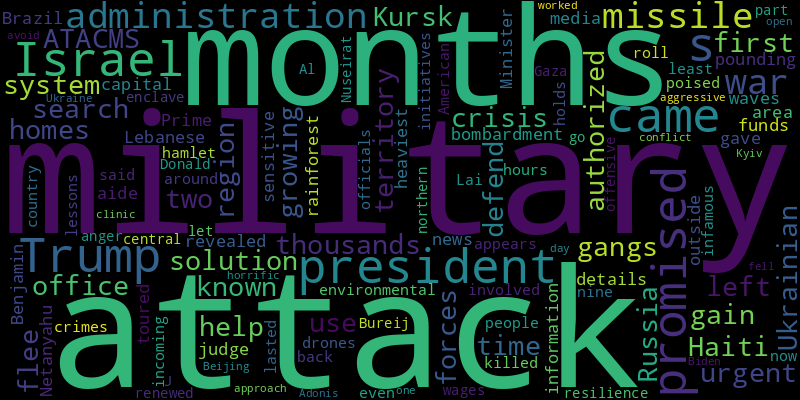 Brazil administration Kursk worked missile part
ATACMS months media open
avoid Israel Al Nuseirat Minister s first
system capital roll least pounding
Ukraine enclave American Gaza war poised
search Prime territory initiatives authorized came aggressive waves
homes Lebanese growing rainforest crisis holds funds area
military sensitive officials heaviest bombardment go conflict gave Kyiv
hamlet region defend hours offensive
country lessons said Donald around
aide two northern Lai
clinic let
anger central revealed thousands news appears day outside infamous
Trump solution president gangs promised fell
Benjamin office known environmental involved details left Ukrainian
horrific nine
toured attack forces information Russia gain
crimes help use Bureij people time
flee Netanyahu incoming judge lasted drones back killed Haiti now
Beijing Biden urgent
renewed approach Adonis even one wages resilience